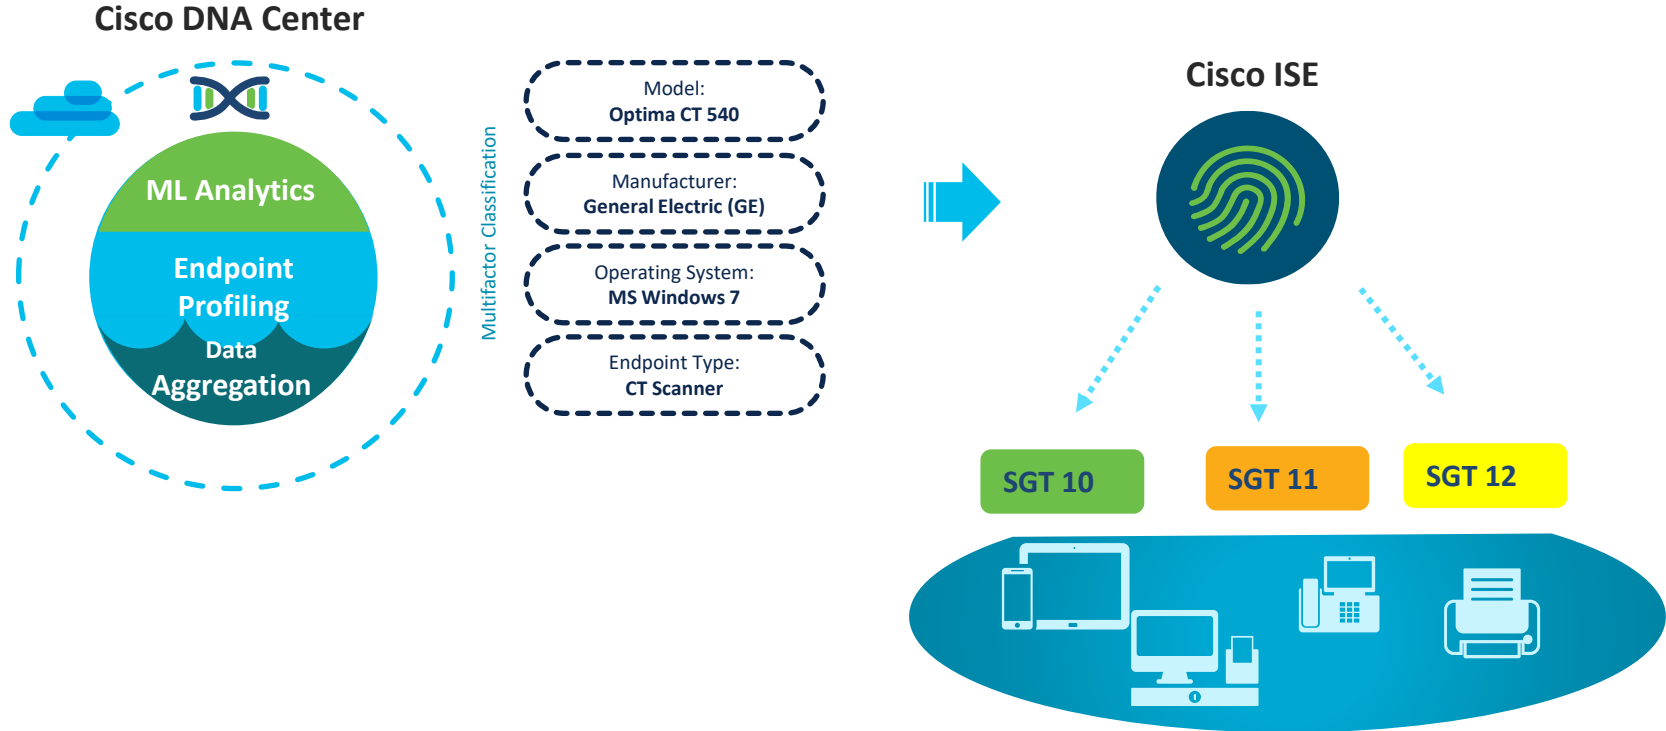 Cisco DNA Center
ML Analytics
Endpoint
Profiling
Data
Aggregation
Multifactor Classification
Model:
Optima CT 540
Manufacturer:
General Electric (GE)
Operating System:
MS Windows 7
Endpoint Type:
CT Scanner
Cisco ISE
SGT 10
SGT 11
SGT 12